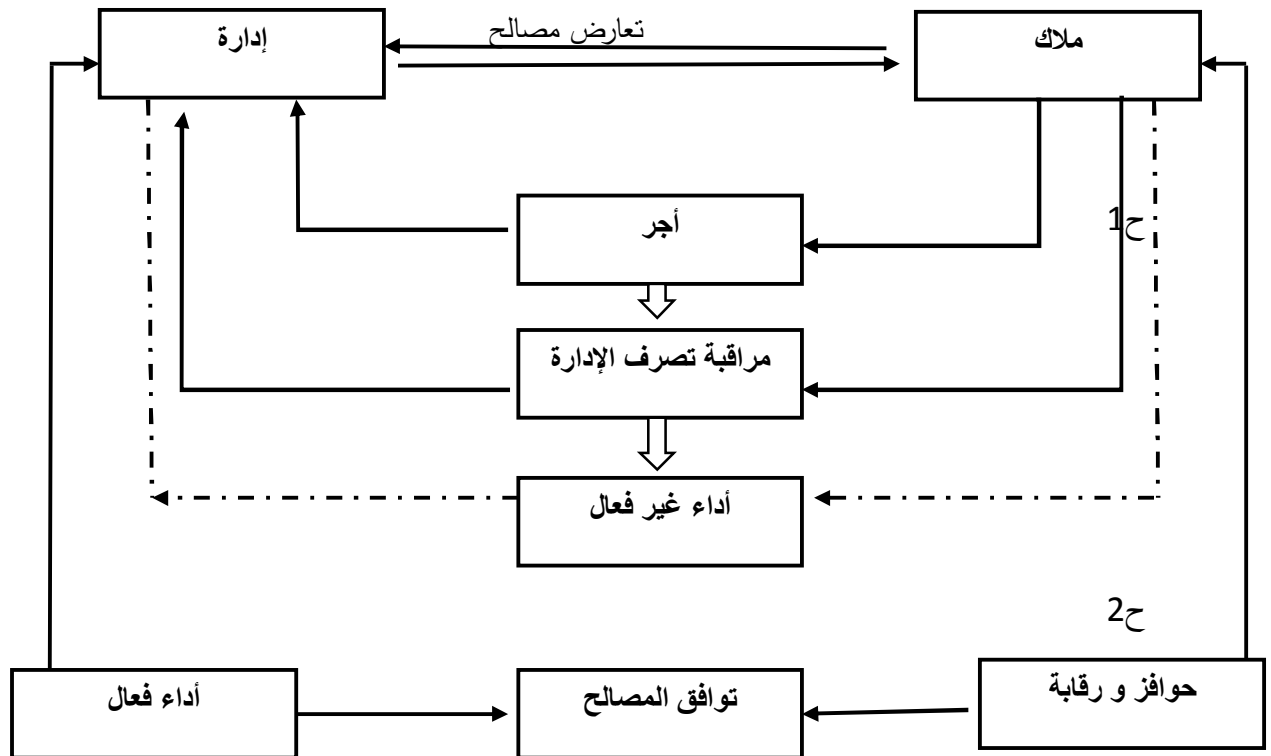 ملاك
تعارض مصالح
إدارة
ح1
أجر
مراقبة تصرف الإدارة
أداء غير فعال
ح2
حوافز و رقابة
توافق المصالح
أداء فعال